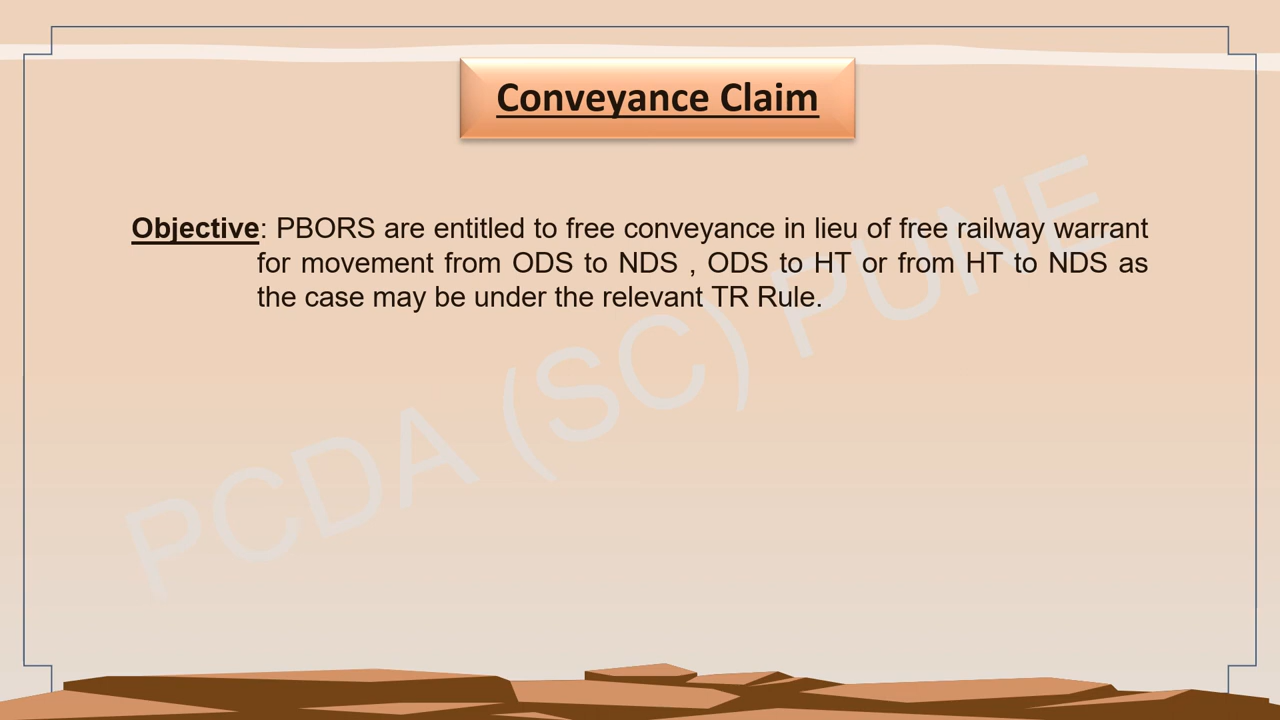 Conveyance Claim
Objective: PBORS are entitled to free conveyance in lieu of free railway warrant
for movement from ODS to NDS , ODS to HT or from HT to NDS as
the case may be under the relevant TR Rule.
PCDA (SC) PUNE